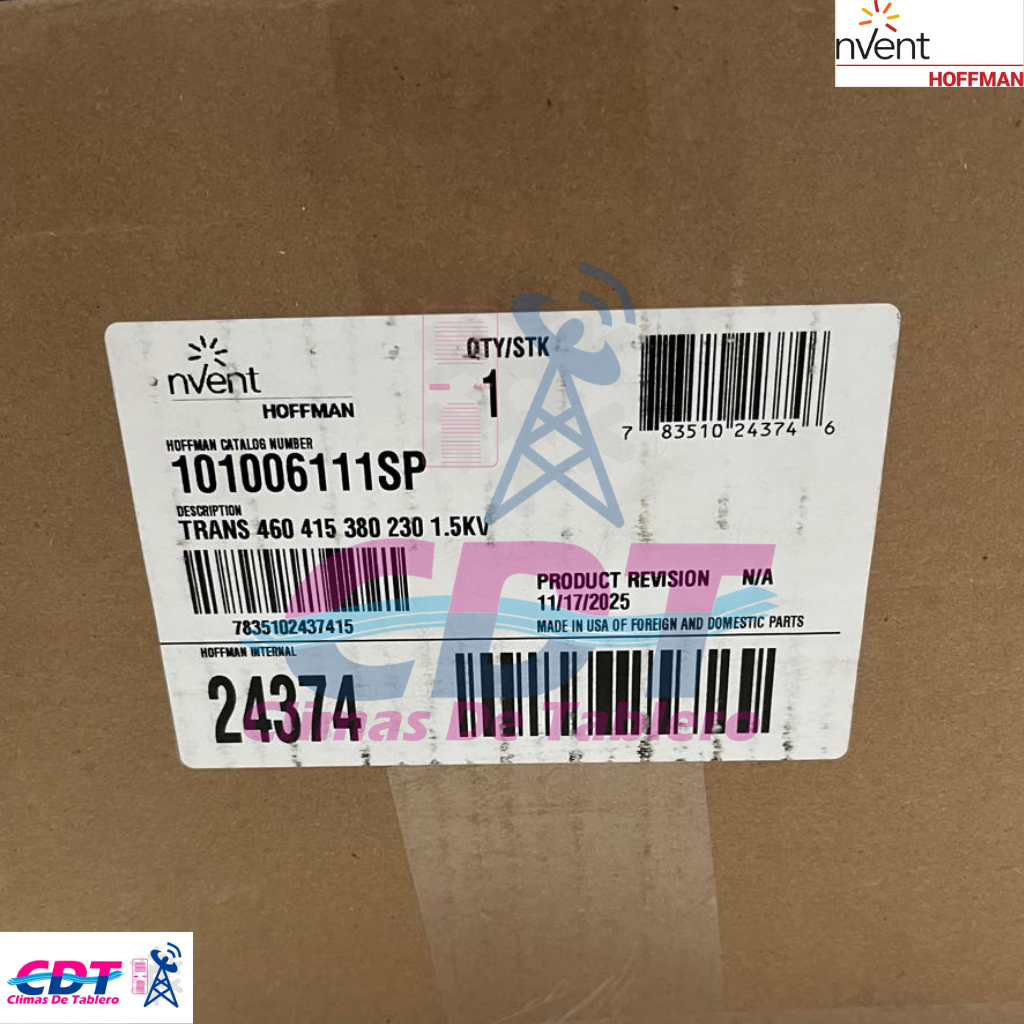 nVent
HOFFMAN
nVent
HOFFMAN
QTY/STK
1
7 83510 24374 6
HOFFMAN CATALOG NUMBER
101006111SP
DESCRIPTION
TRANS 460 415 380 230 1.5KV
7835102437415
PRODUCT REVISION N/A
11/17/2025
MADE IN USA OF FOREIGN AND DOMESTIC PARTS
HOFFMAN INTERNAL
24374
CDT
Climas De Tablero
CDT
Climas De Tablero